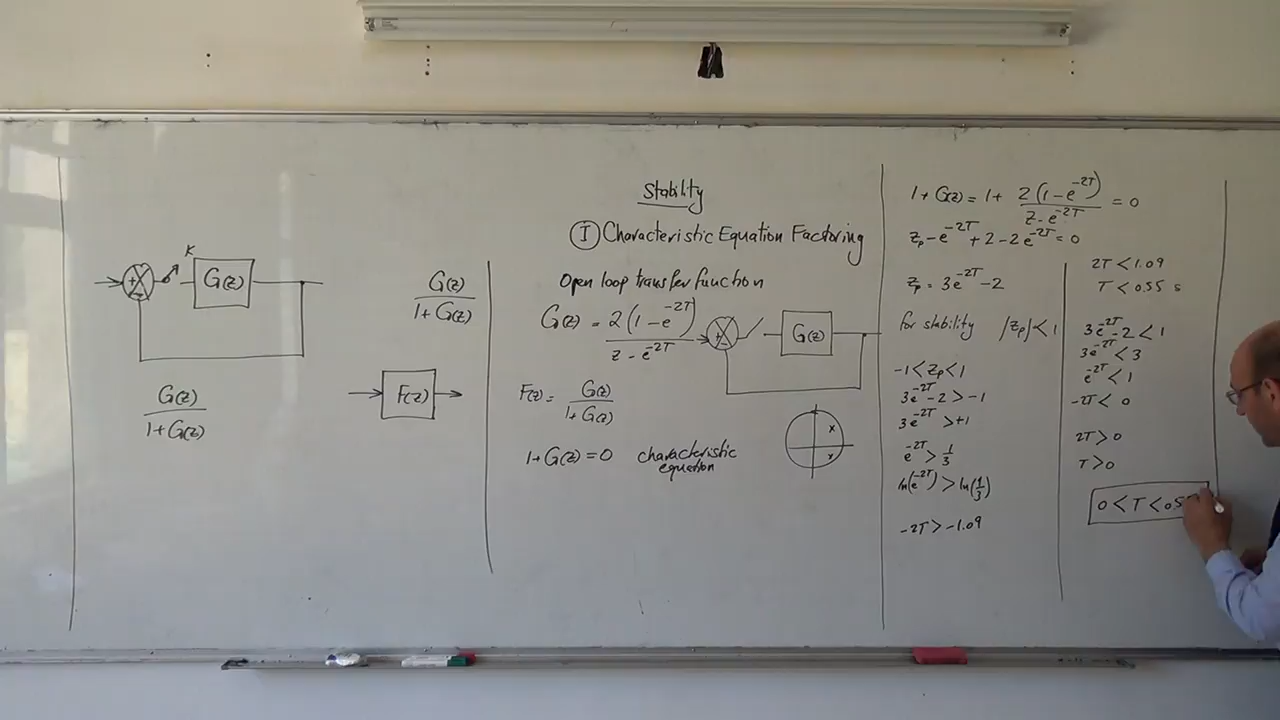 K
G(z)
G(z)
1+G(z)
G(z)
1+G(z)
F(z)
Stability
I Characteristic Equation Factoring
Open loop transfer function
G(z) = 2(1-e^-2T)
z-e^-2T
G(z)
F(z) = G(z)
1+G(z)
1+G(z)=0 characteristic
equation
1+G(z)=1+ 2(1-e^-2T) = 0
z-e^-2T
zp-e^-2T+2-2e^-2T=0
zp=3e^-2T-2
for stability |zp|<1
-1<zp<1
3e^-2T-2>-1
3e^-2T>+1
e^-2T>1/3
ln(e^-2T)>ln(1/3)
-2T>-1.09
2T<1.09
T<0.55 s
3e^-2T-2<1
3e^-2T<3
e^-2T<1
-2T<0
2T>0
T>0
0<T<0.5